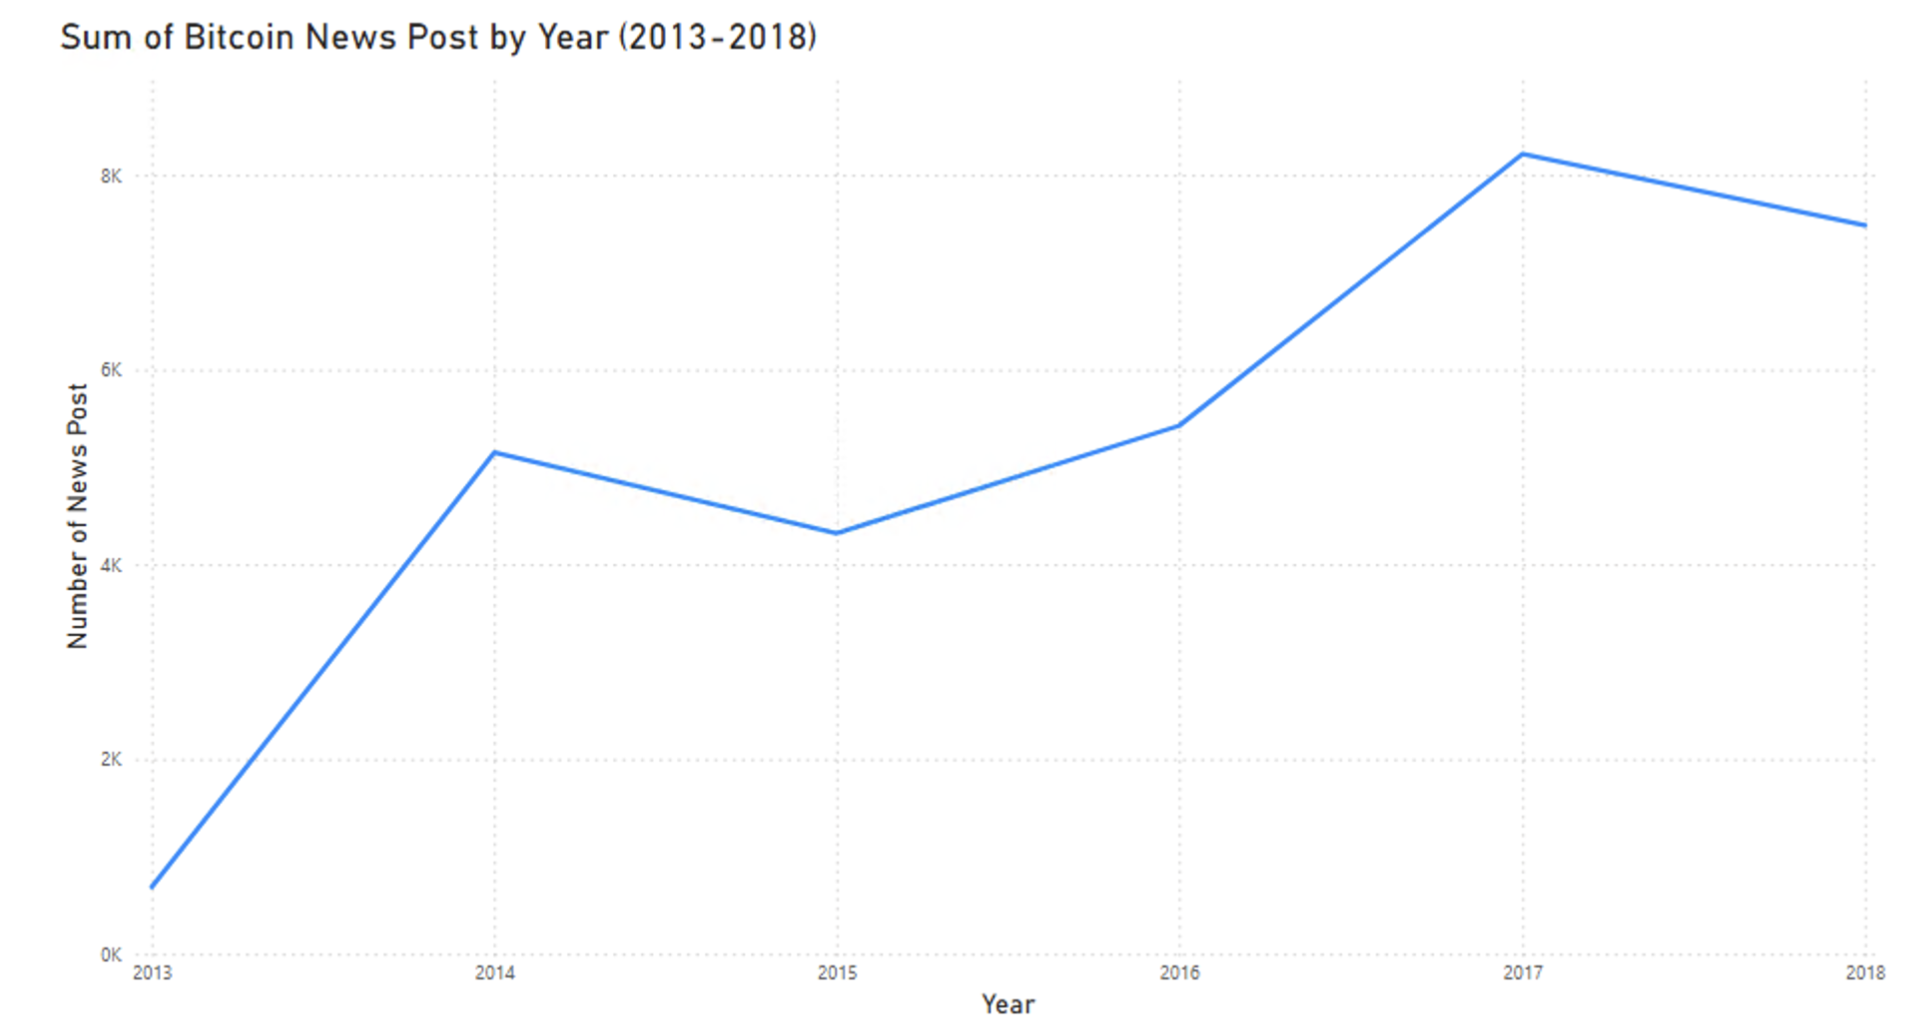 Sum of Bitcoin News Post by Year (2013-2018)
Number of News Post
8K
6K
4K
2K
0K
2013 2014 2015 2016 2017 2018
Year